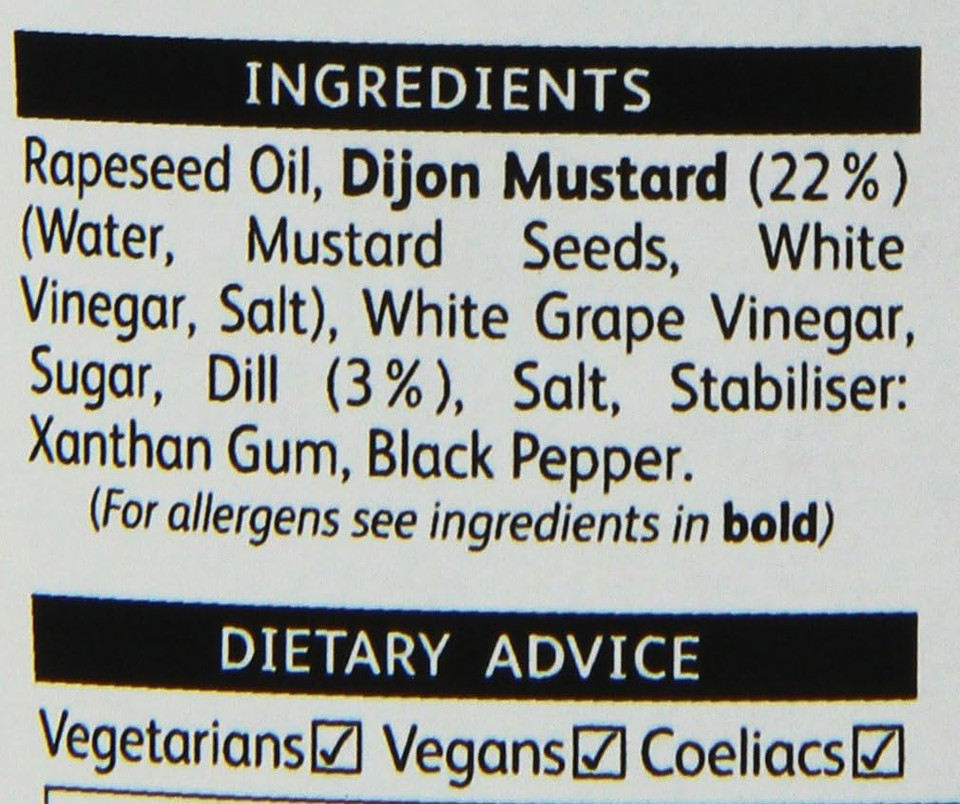 INGREDIENTS
Rapeseed Oil, Dijon Mustard (22%)
(Water, Mustard Seeds, White
Vinegar, Salt), White Grape Vinegar,
Sugar, Dill (3%), Salt, Stabiliser:
Xanthan Gum, Black Pepper.
(For allergens see ingredients in bold)
DIETARY ADVICE
Vegetarians☑ Vegans☑ Coeliacs☑